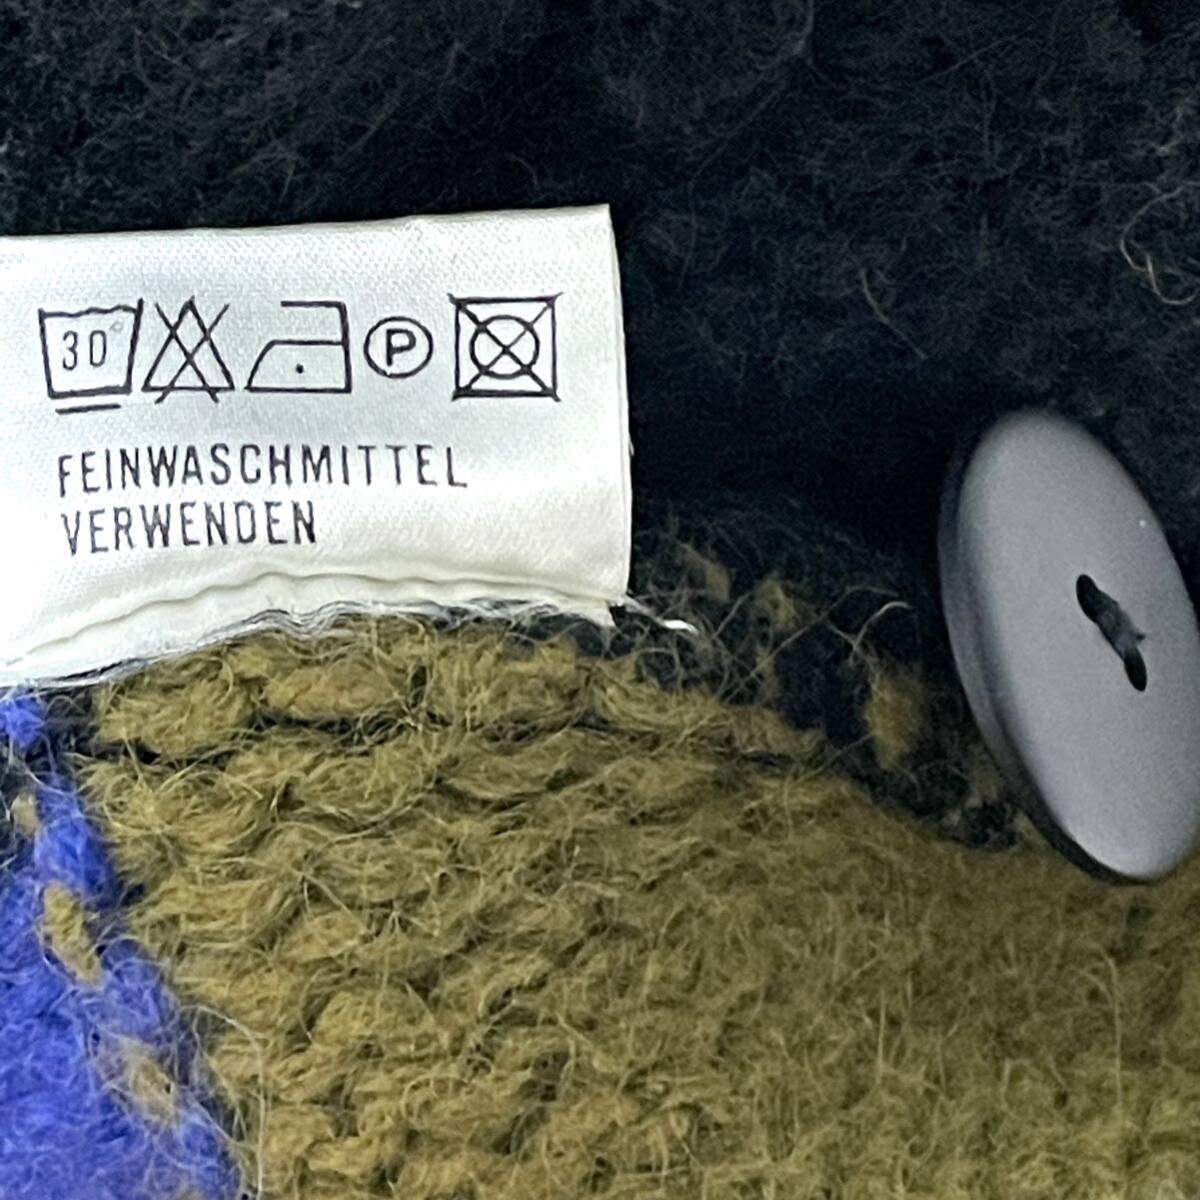 30° P
FEINWASCHMITTEL
VERWENDEN